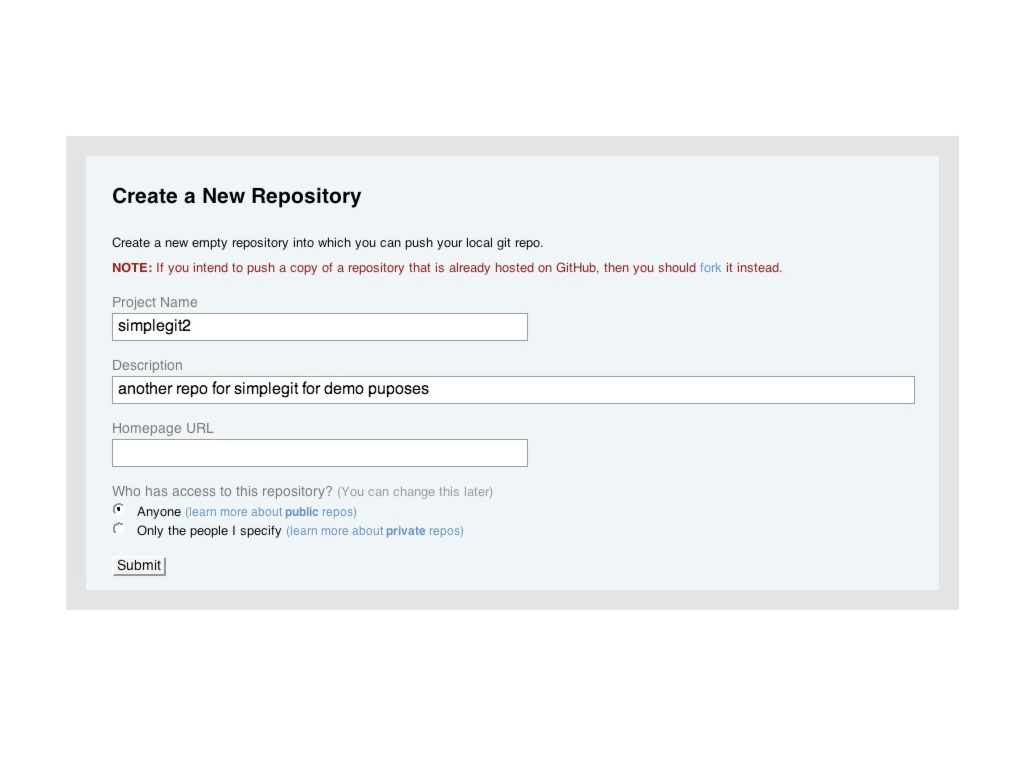 Create a New Repository
Create a new empty repository into which you can push your local git repo.
NOTE: If you intend to push a copy of a repository that is already hosted on GitHub, then you should fork it instead.
Project Name
simplegit2
Description
another repo for simplegit for demo puposes
Homepage URL
Who has access to this repository? (You can change this later)
Anyone (learn more about public repos)
Only the people I specify (learn more about private repos)
Submit